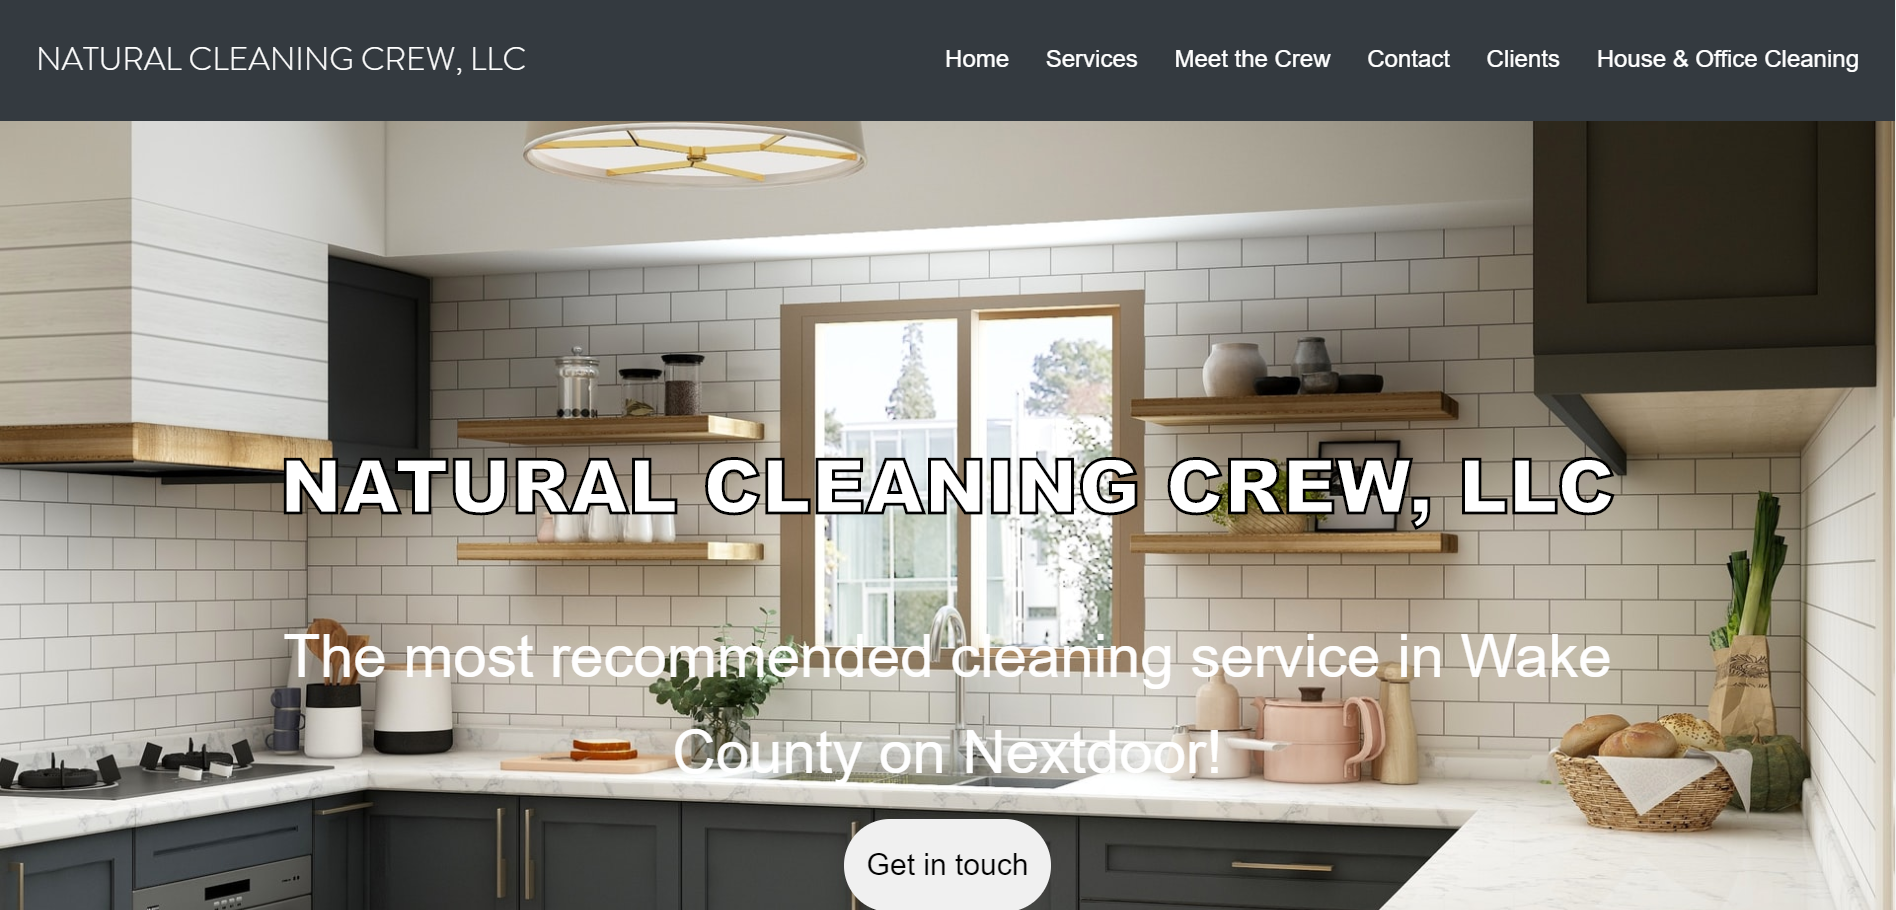 NATURAL CLEANING CREW, LLC
Home Services Meet the Crew Contact Clients House & Office Cleaning
NATURAL CLEANING CREW, LLC
The most recommended cleaning service in Wake
County on Nextdoor!
Get in touch